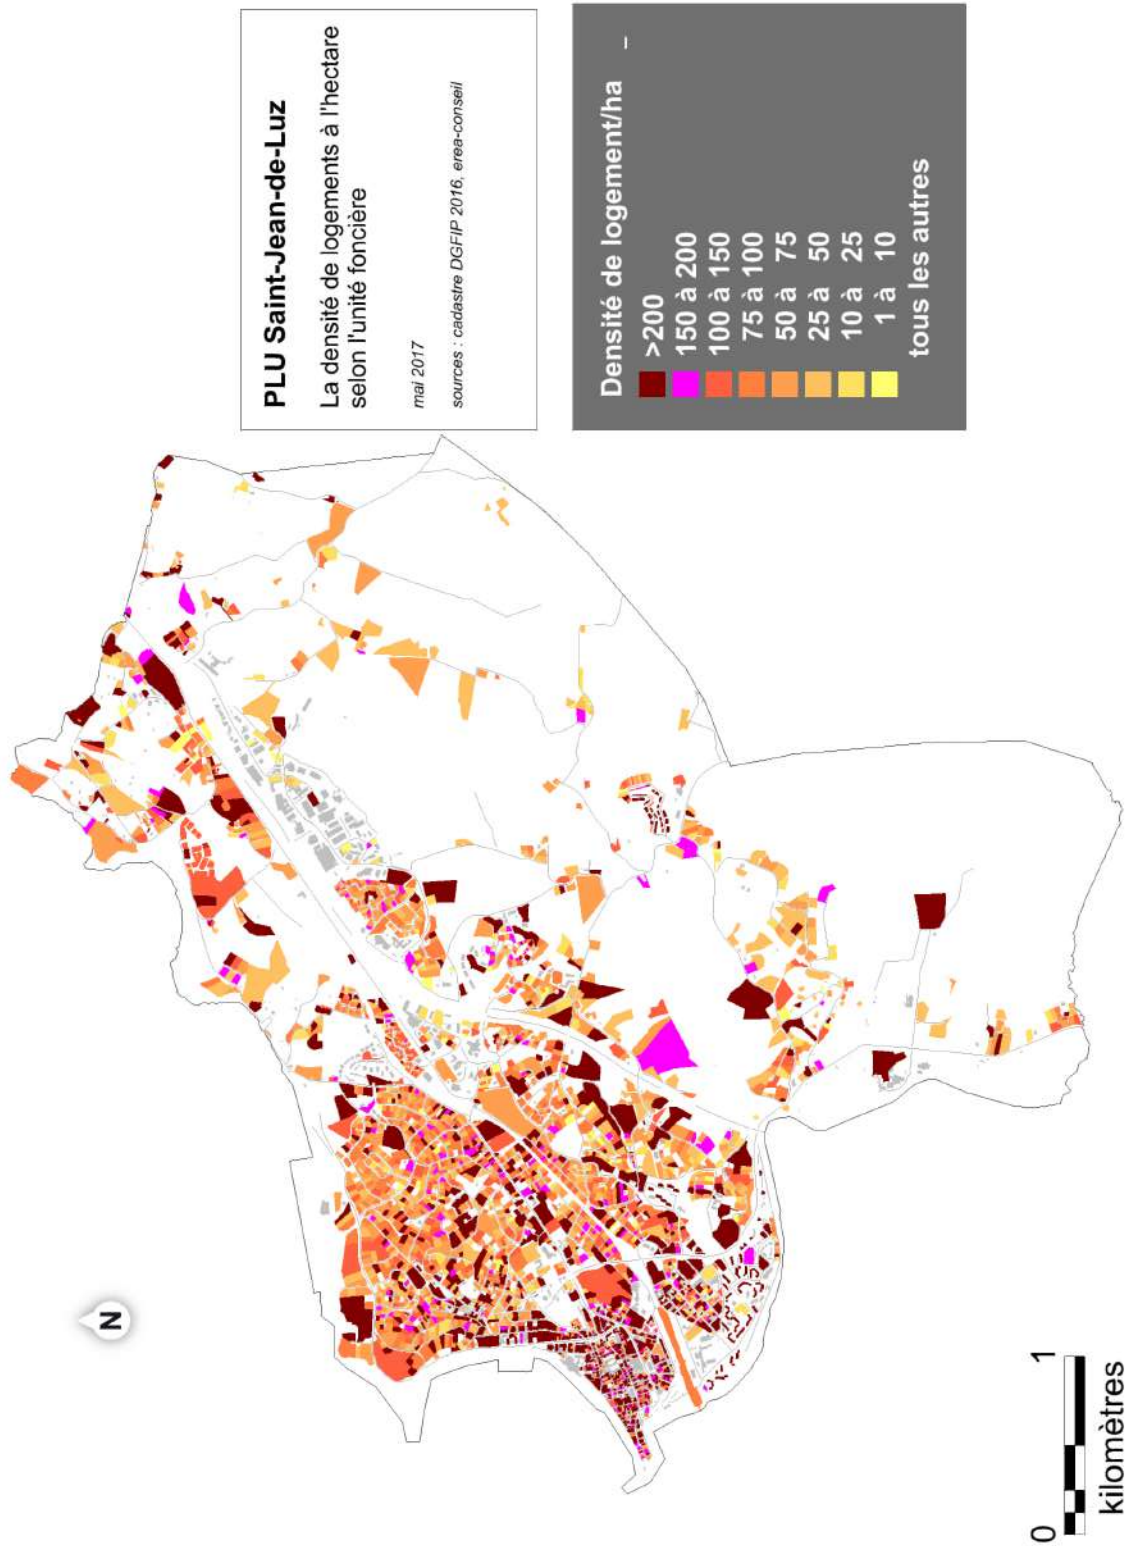 PLU Saint-Jean-de-Luz
La densité de logements à l'hectare
selon l'unité foncière
mai 2017
sources : cadastre DGFIP 2016, erea-conseil
Densité de logement/ha _
>200
150 à 200
100 à 150
75 à 100
50 à 75
25 à 50
10 à 25
1 à 10
tous les autres
N
0 1
kilomètres